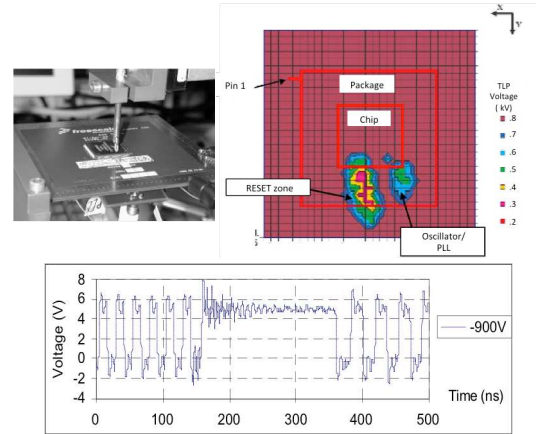 X
Y
Pin 1
Package
Chip
TLP
Voltage
( kV)
.8
.7
.6
.5
.4
.3
.2
RESET zone
Oscillator/
PLL
freescale
8
6
4
2
0
-2
-4
Voltage (V)
-900V
Time (ns)
0 100 200 300 400 500